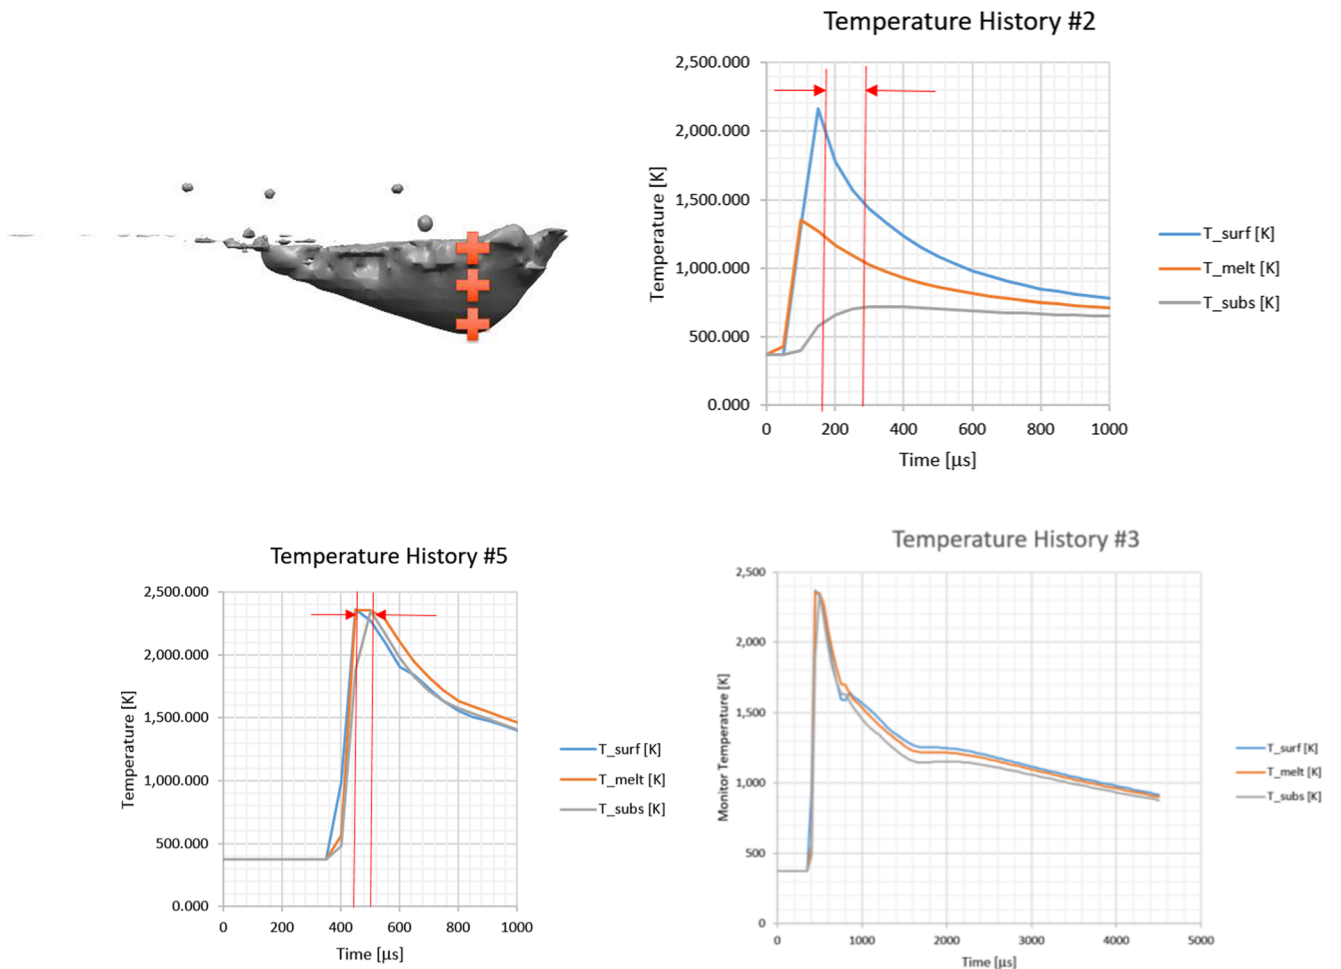 Temperature History #2
2,500.000
2,000.000
1,500.000
1,000.000
500.000
0.000
Temperature [K]
0 200 400 600 800 1000
Time [μs]
T_surf [K]
T_melt [K]
T_subs [K]
Temperature History #5
2,500.000
2,000.000
1,500.000
1,000.000
500.000
0.000
Temperature [K]
0 200 400 600 800 1000
Time [μs]
T_surf [K]
T_melt [K]
T_subs [K]
Temperature History #3
2,500
2,000
1,500
1,000
500
0
Monitor Temperature [K]
0 1000 2000 3000 4000 5000
Time [μs]
T_surf [K]
T_melt [K]
T_subs [K]